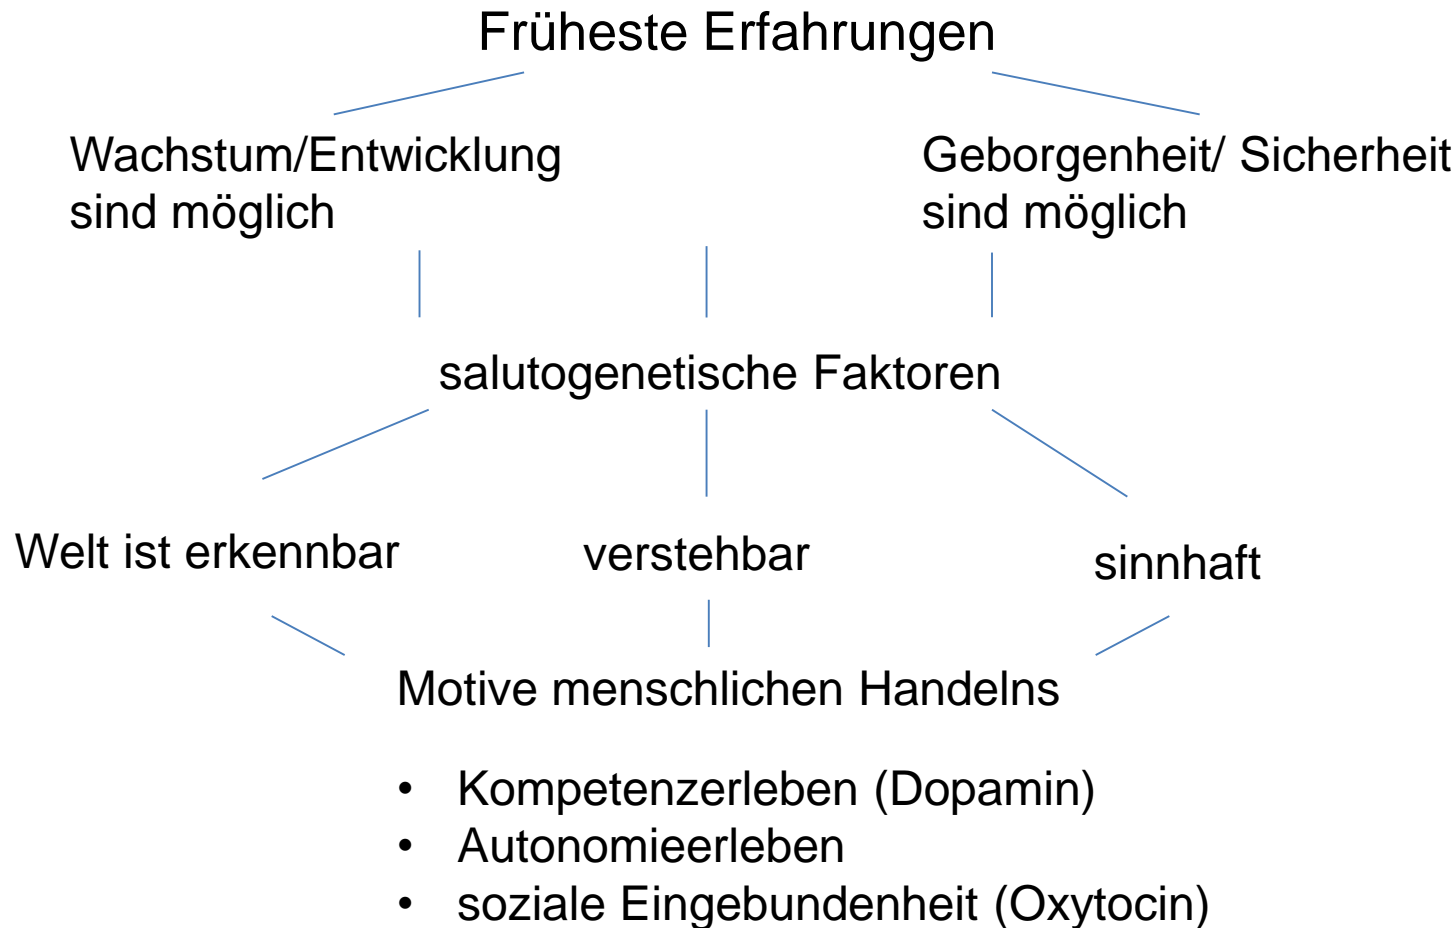 Früheste Erfahrungen
Wachstum/Entwicklung
sind möglich
Geborgenheit/ Sicherheit
sind möglich
salutogenetische Faktoren
Welt ist erkennbar
verstehbar
sinnhaft
Motive menschlichen Handelns
• Kompetenzerleben (Dopamin)
• Autonomieerleben
• soziale Eingebundenheit (Oxytocin)